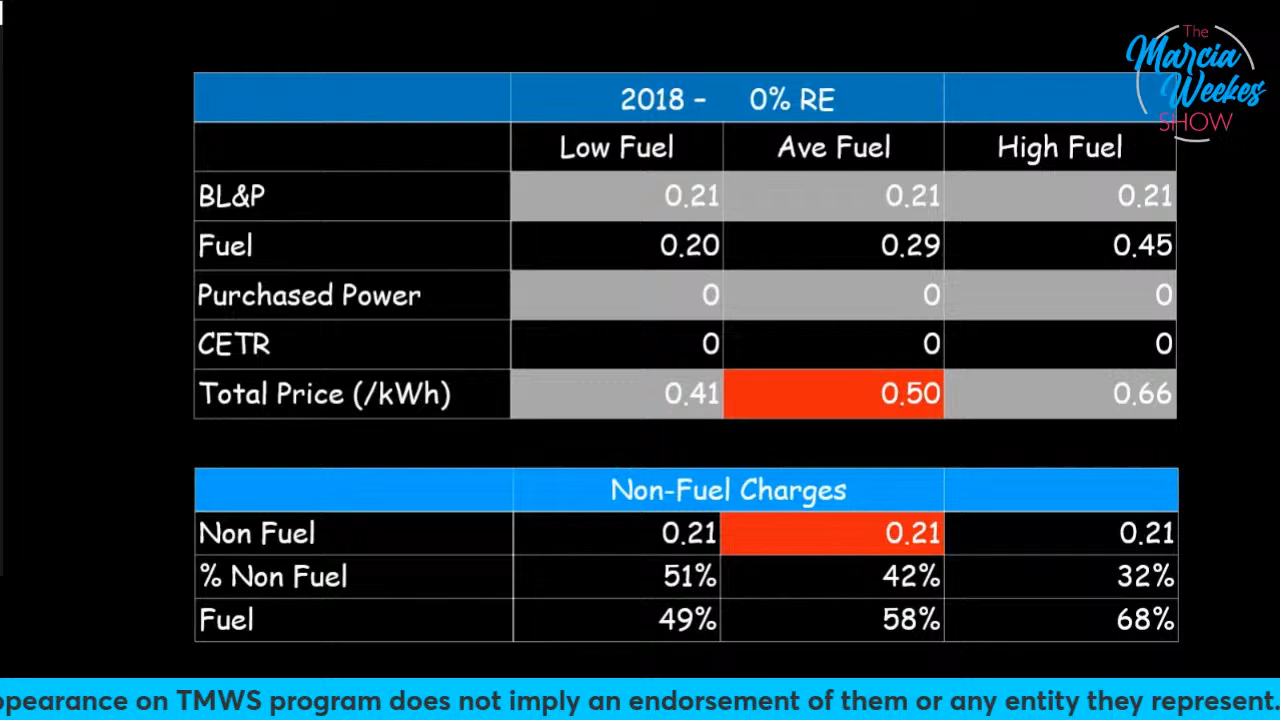 The
Marcia
Weekes
SHOW
2018 - 0% RE
Low Fuel Ave Fuel High Fuel
BL&P 0.21 0.21 0.21
Fuel 0.20 0.29 0.45
Purchased Power 0 0 0
CETR 0 0 0
Total Price (/kWh) 0.41 0.50 0.66
Non-Fuel Charges
Non Fuel 0.21 0.21 0.21
% Non Fuel 51% 42% 32%
Fuel 49% 58% 68%
ppearance on TMWS program does not imply an endorsement of them or any entity they represent.